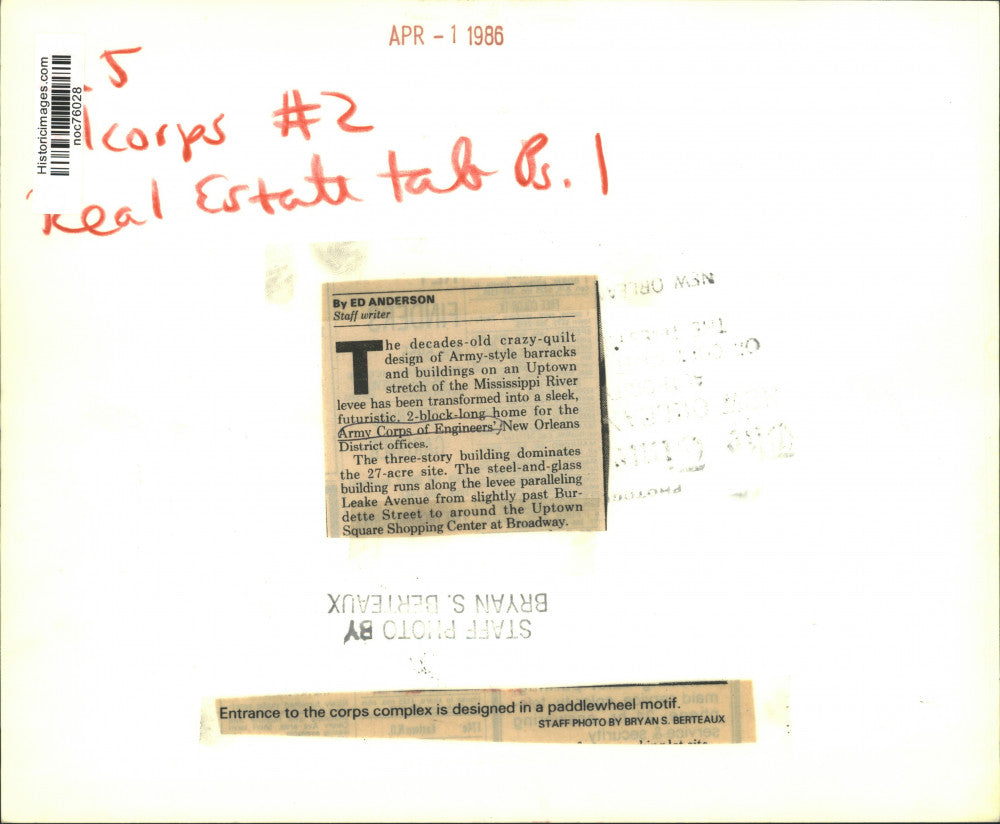 APR - 1 1986
Historicimages.com
noc76028
.5
corps #2
Real Estate tab Pg. 1
By ED ANDERSON
Staff writer
The decades-old crazy-quilt
design of Army-style barracks
and buildings on an Uptown
stretch of the Mississippi River
levee has been transformed into a sleek,
futuristic, 2-block-long home for the
Army Corps of Engineers' New Orleans
District offices.
The three-story building dominates
the 27-acre site. The steel-and-glass
building runs along the levee paralleling
Leake Avenue from slightly past Bur-
dette Street to around the Uptown
Square Shopping Center at Broadway.
NEW ORLEA
STAFF PHOTO BY
BRYAN S. BERTEAUX
Entrance to the corps complex is designed in a paddlewheel motif.
STAFF PHOTO BY BRYAN S. BERTEAUX